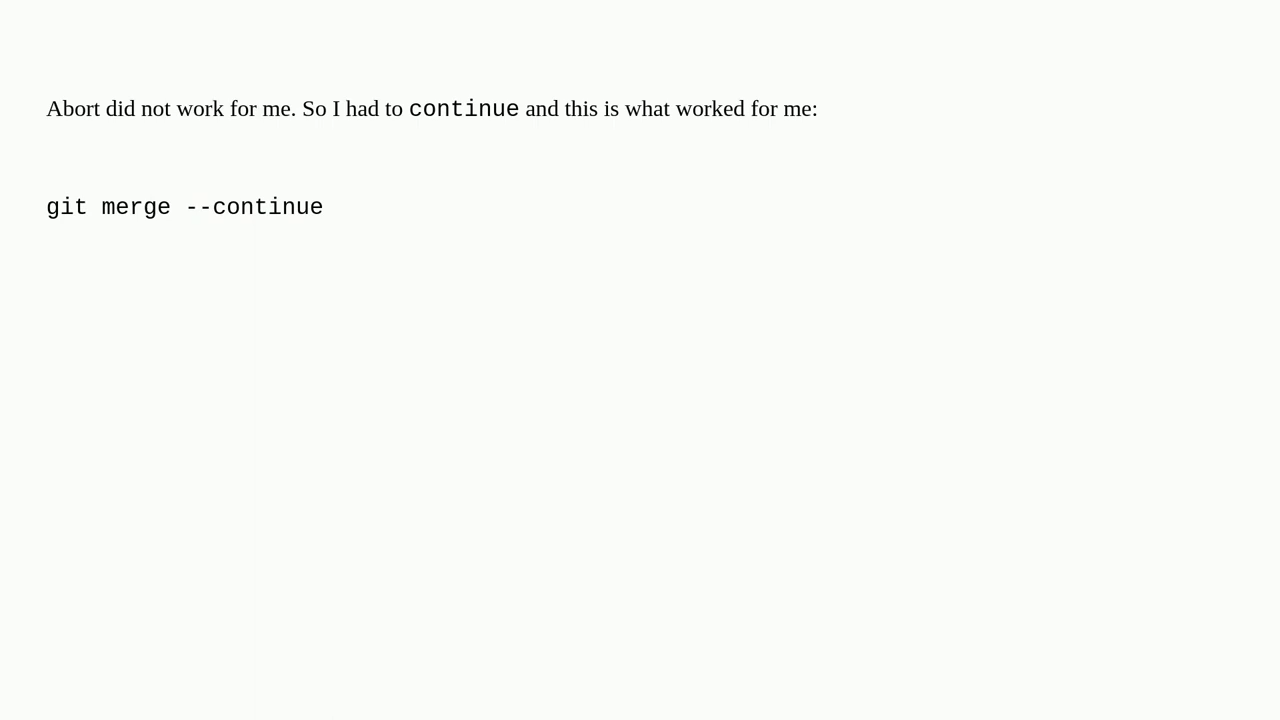 Abort did not work for me. So I had to continue and this is what worked for me:
git merge --continue